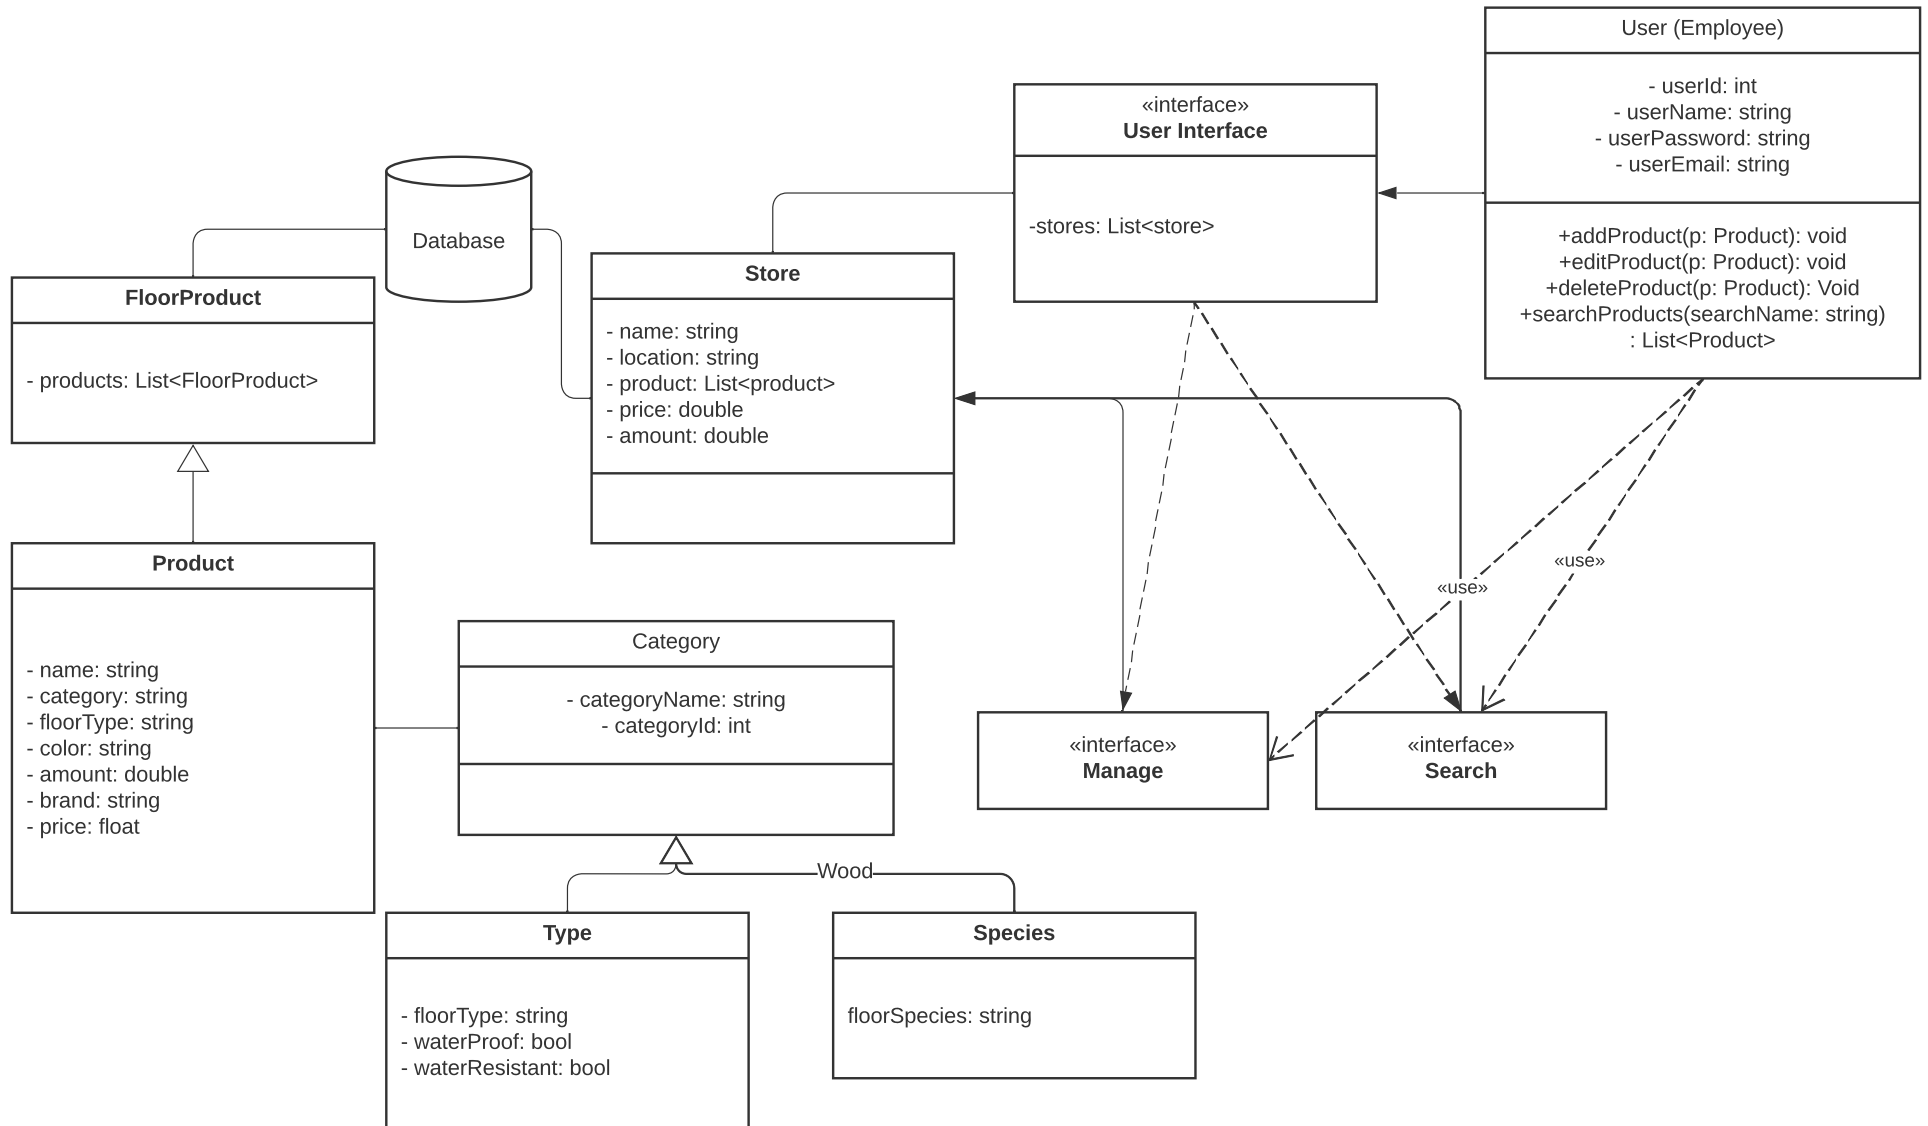 User (Employee)
- userId: int
- userName: string
- userPassword: string
- userEmail: string
+addProduct(p: Product): void
+editProduct(p: Product): void
+deleteProduct(p: Product): Void
+searchProducts(searchName: string)
: List<Product>
«interface»
User Interface
-stores: List<store>
Database
Store
- name: string
- location: string
- product: List<product>
- price: double
- amount: double
FloorProduct
- products: List<FloorProduct>
Product
- name: string
- category: string
- floorType: string
- color: string
- amount: double
- brand: string
- price: float
Category
- categoryName: string
- categoryId: int
«use»
«use»
«interface»
Manage
«interface»
Search
Wood
Type
- floorType: string
- waterProof: bool
- waterResistant: bool
Species
floorSpecies: string